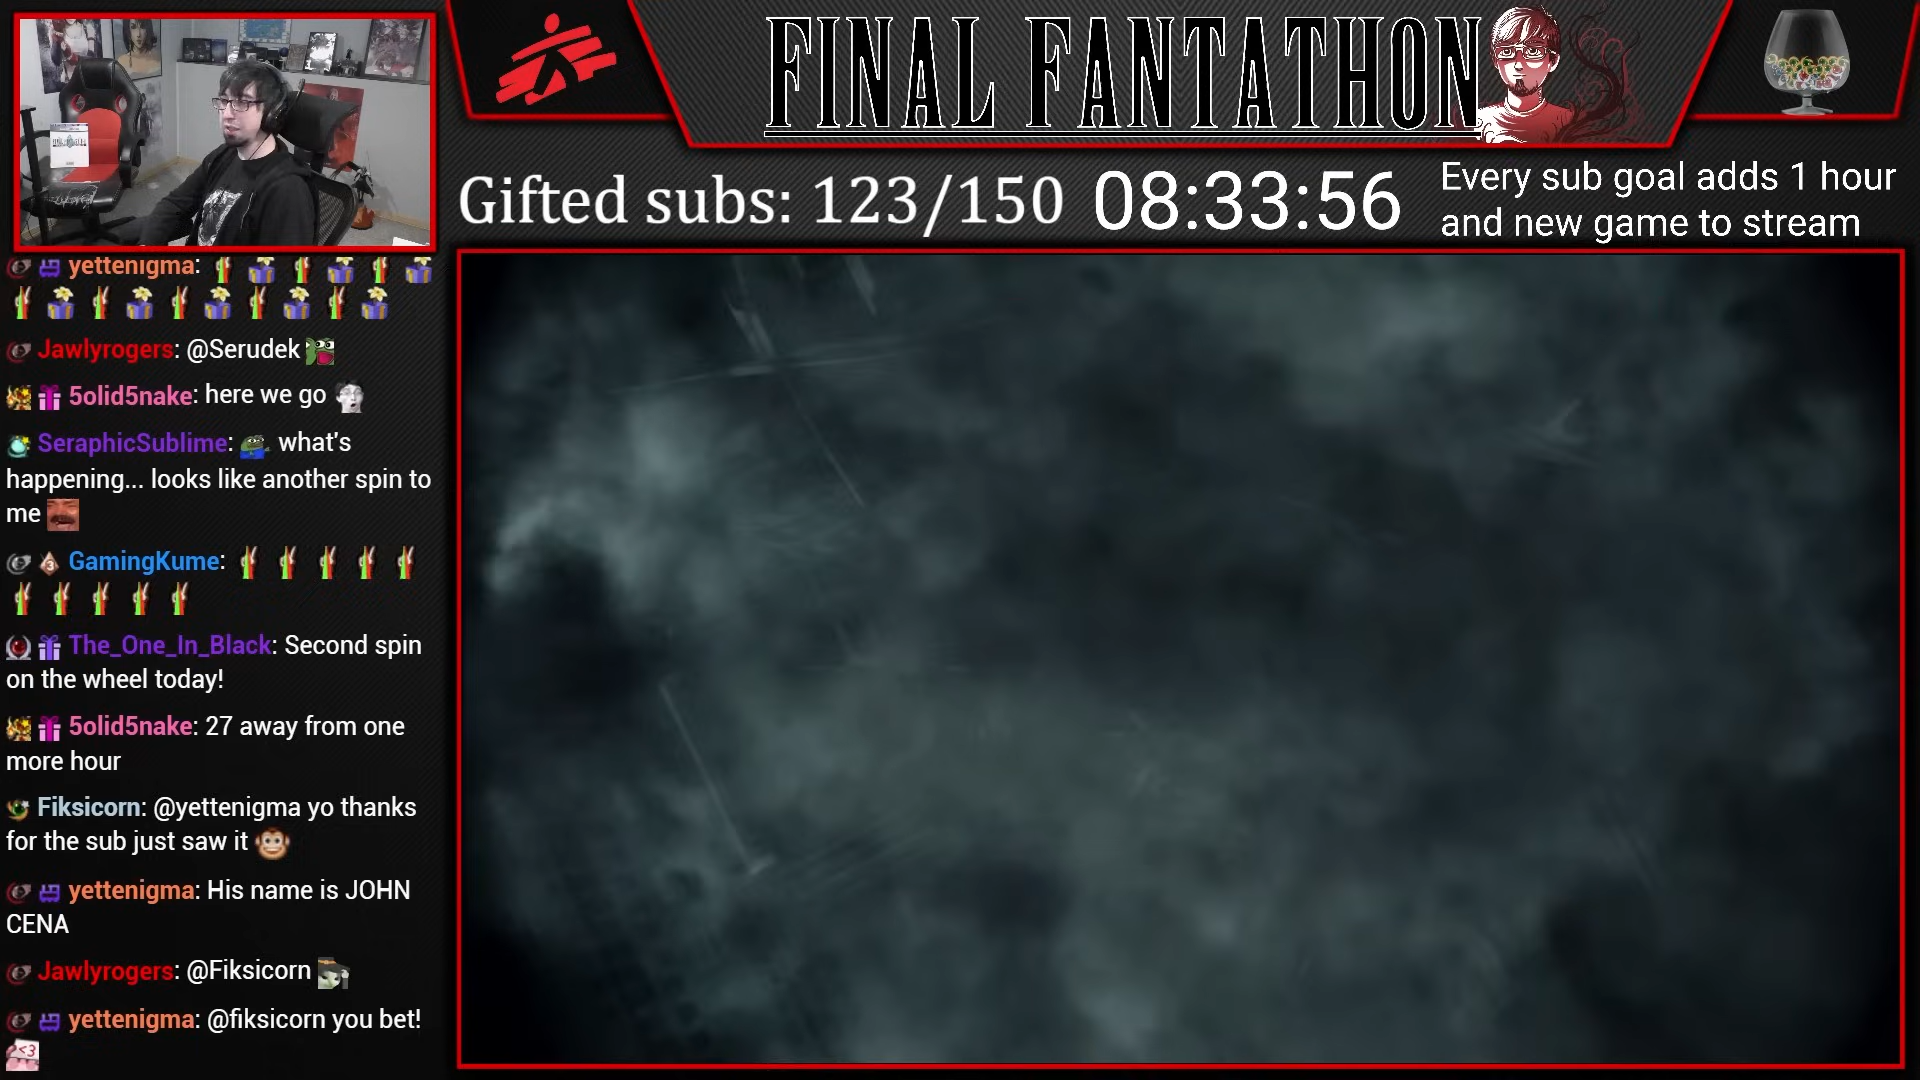 FINAL FANTATHON
Gifted subs: 123/150
08:33:56
Every sub goal adds 1 hour
and new game to stream
yettenigma:
Jawlyrogers: @Serudek
5olid5nake: here we go
SeraphicSublime: what's
happening... looks like another spin to
me
GamingKume:
The_One_In_Black: Second spin
on the wheel today!
5olid5nake: 27 away from one
more hour
Fiksicorn: @yettenigma yo thanks
for the sub just saw it
yettenigma: His name is JOHN
CENA
Jawlyrogers: @Fiksicorn
yettenigma: @fiksicorn you bet!
<3